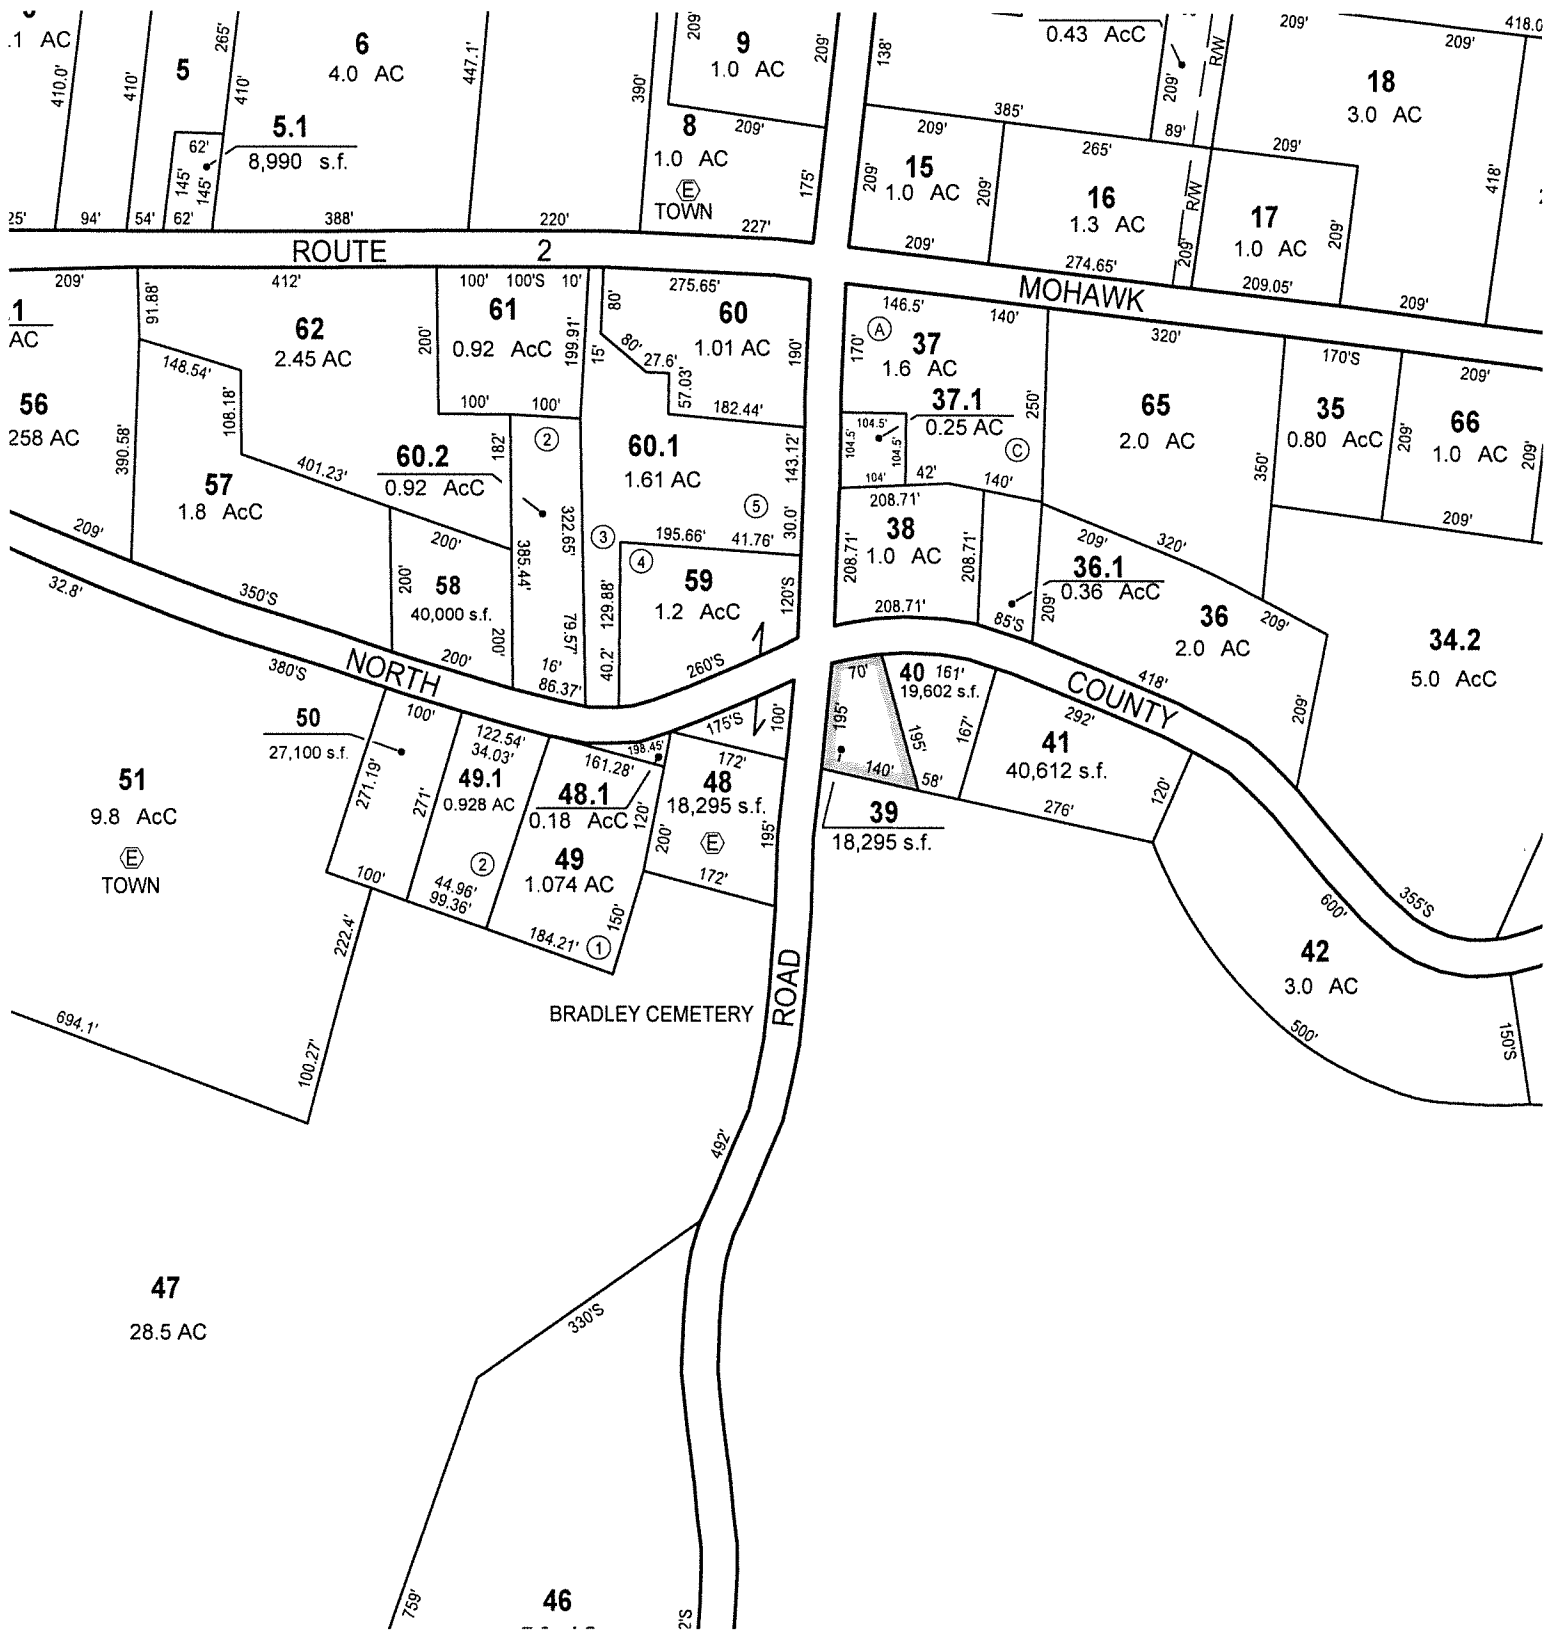 .1 AC
410.0'
410'
5
265'
410'
6
4.0 AC
447.1'
390'
209'
9
1.0 AC
209'
138'
0.43 AcC
209'
R/W
209'
209'
418.0
18
3.0 AC
418'
385'
89'
5.1
8,990 s.f.
62'
145'
145'
8
1.0 AC
E
TOWN
209'
175'
209'
15
1.0 AC
209'
209'
265'
16
1.3 AC
R/W
209'
209'
17
1.0 AC
209'
25'
94'
54'
62'
388'
220'
227'
209'
274.65'
209.05'
209'
ROUTE 2
MOHAWK
209'
91.88'
412'
62
2.45 AC
100'
100'S
10'
61
0.92 AcC
200'
199.91'
80'
15'
80'
27.6'
57.03'
275.65'
60
1.01 AC
190'
182.44'
146.5'
140'
A
170'
37
1.6 AC
37.1
0.25 AC
104.5'
104.5'
104.5'
104'
42'
140'
C
250'
320'
65
2.0 AC
350'
170'S
35
0.80 AcC
209'
209'
66
1.0 AC
209'
209'
.1
AC
56
258 AC
148.54'
108.18'
390.58'
57
1.8 AcC
401.23'
100'
100'
182'
2
60.2
0.92 AcC
60.1
1.61 AC
143.12'
5
30.0'
322.65'
385.44'
3
195.66'
41.76'
4
59
1.2 AcC
120'S
129.88'
79.57'
40.2'
208.71'
38
1.0 AC
208.71'
208.71'
208.71'
36.1
0.36 AcC
209'
320'
209'
85'S
36
2.0 AC
209'
209'
418'
34.2
5.0 AcC
209'
32.8'
350'S
200'
200'
58
40,000 s.f.
200'
200'
16'
86.37'
260'S
380'S
NORTH
COUNTY
100'
50
27,100 s.f.
271.19'
271'
100'
122.54'
34.03'
49.1
0.928 AC
2
44.96'
99.36'
198.45'
161.28'
48.1
0.18 AcC
120'
49
1.074 AC
150'
184.21'
1
175'S
100'
172'
48
18,295 s.f.
E
200'
195'
172'
70'
195'
195'
140'
39
18,295 s.f.
40
161'
19,602 s.f.
167'
58'
292'
41
40,612 s.f.
120'
276'
51
9.8 AcC
E
TOWN
222.4'
100.27'
694.1'
BRADLEY CEMETERY
ROAD
355'S
600'
42
3.0 AC
500'
150'S
492'
47
28.5 AC
330'S
759'
46
2'S